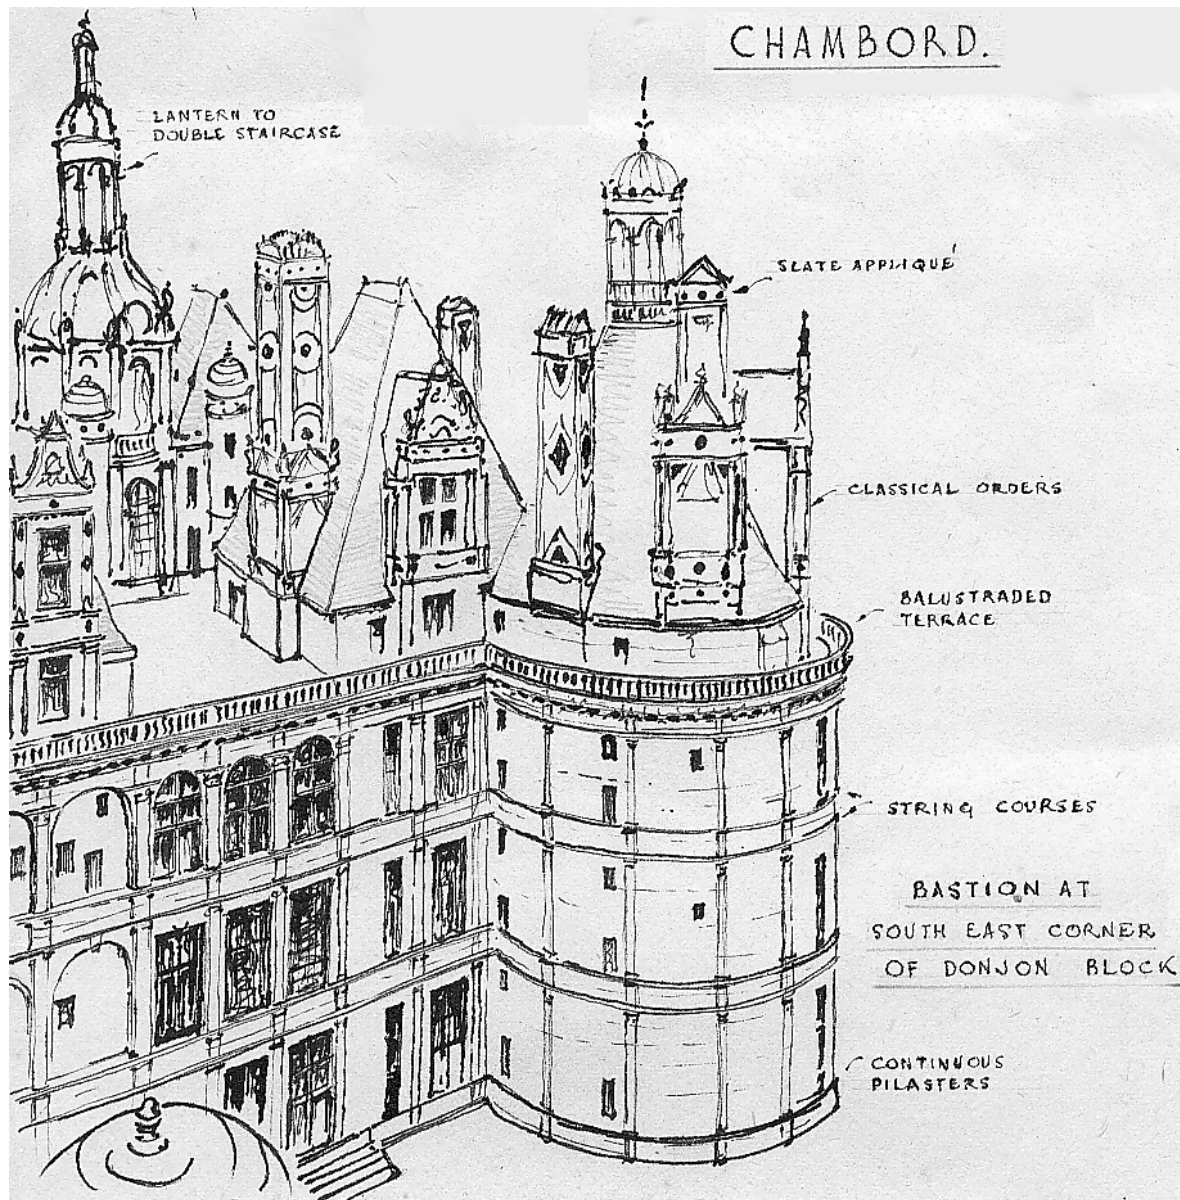 CHAMBORD.
LANTERN TO
DOUBLE STAIRCASE
SLATE APPLIQUÉ
CLASSICAL ORDERS
BALUSTRADED
TERRACE
STRING COURSES
BASTION AT
SOUTH EAST CORNER
OF DONJON BLOCK
CONTINUOUS
PILASTERS